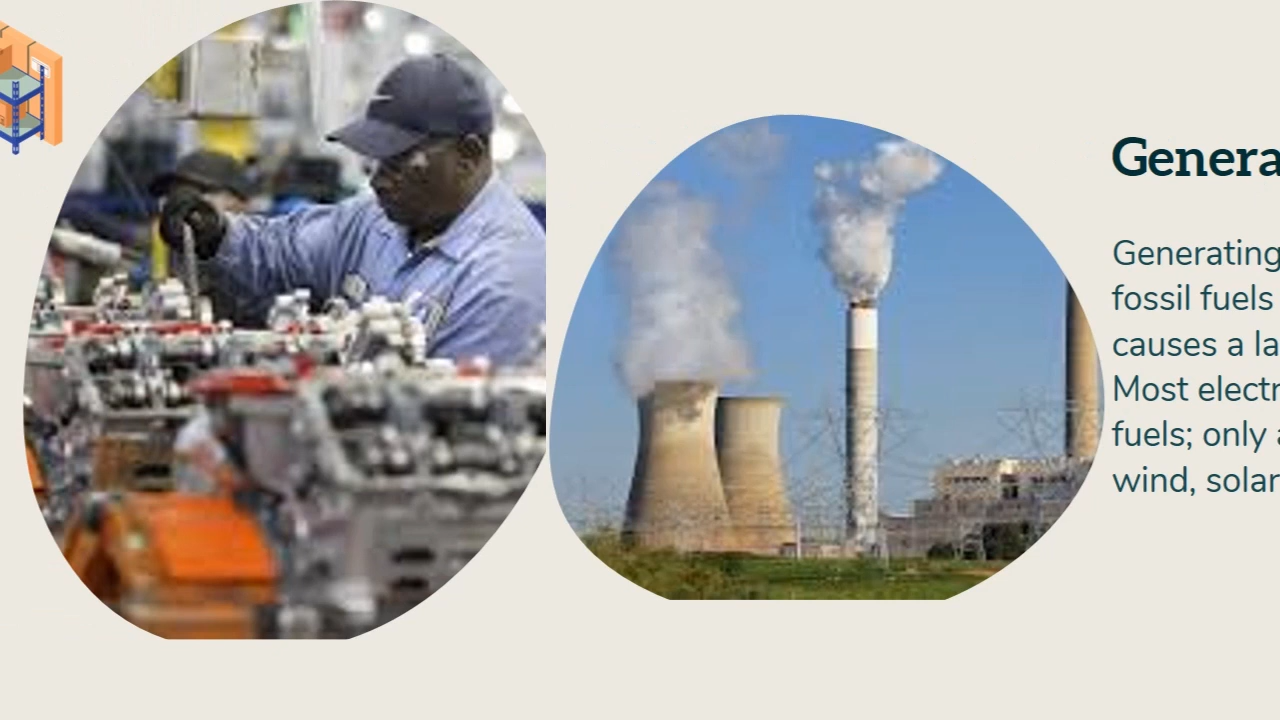 Genera
Generating
fossil fuels
causes a la
Most electr
fuels; only a
wind, solar